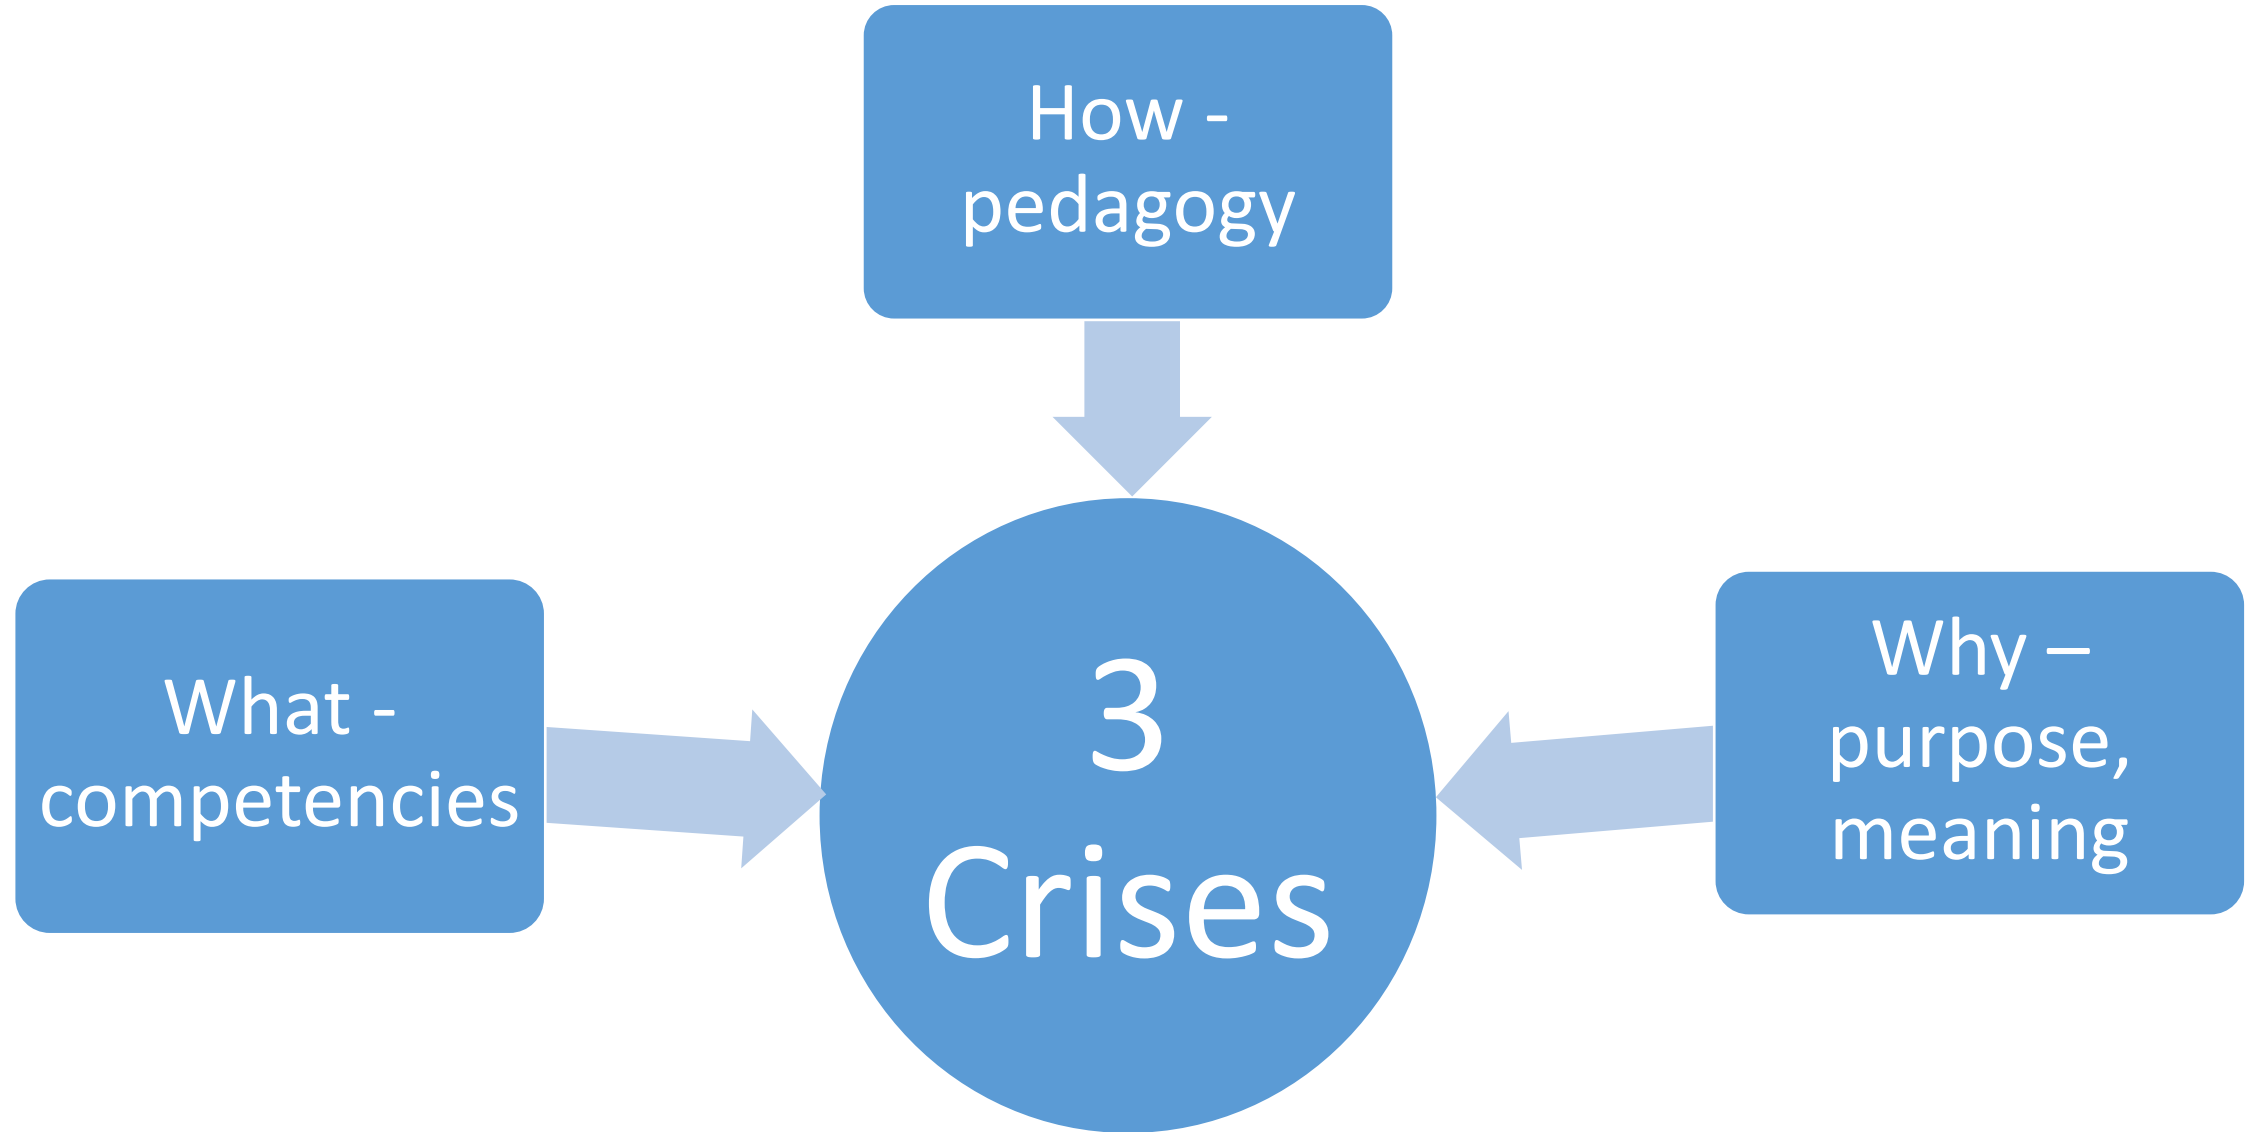 How -
pedagogy
What -
competencies
3
Crises
Why –
purpose,
meaning